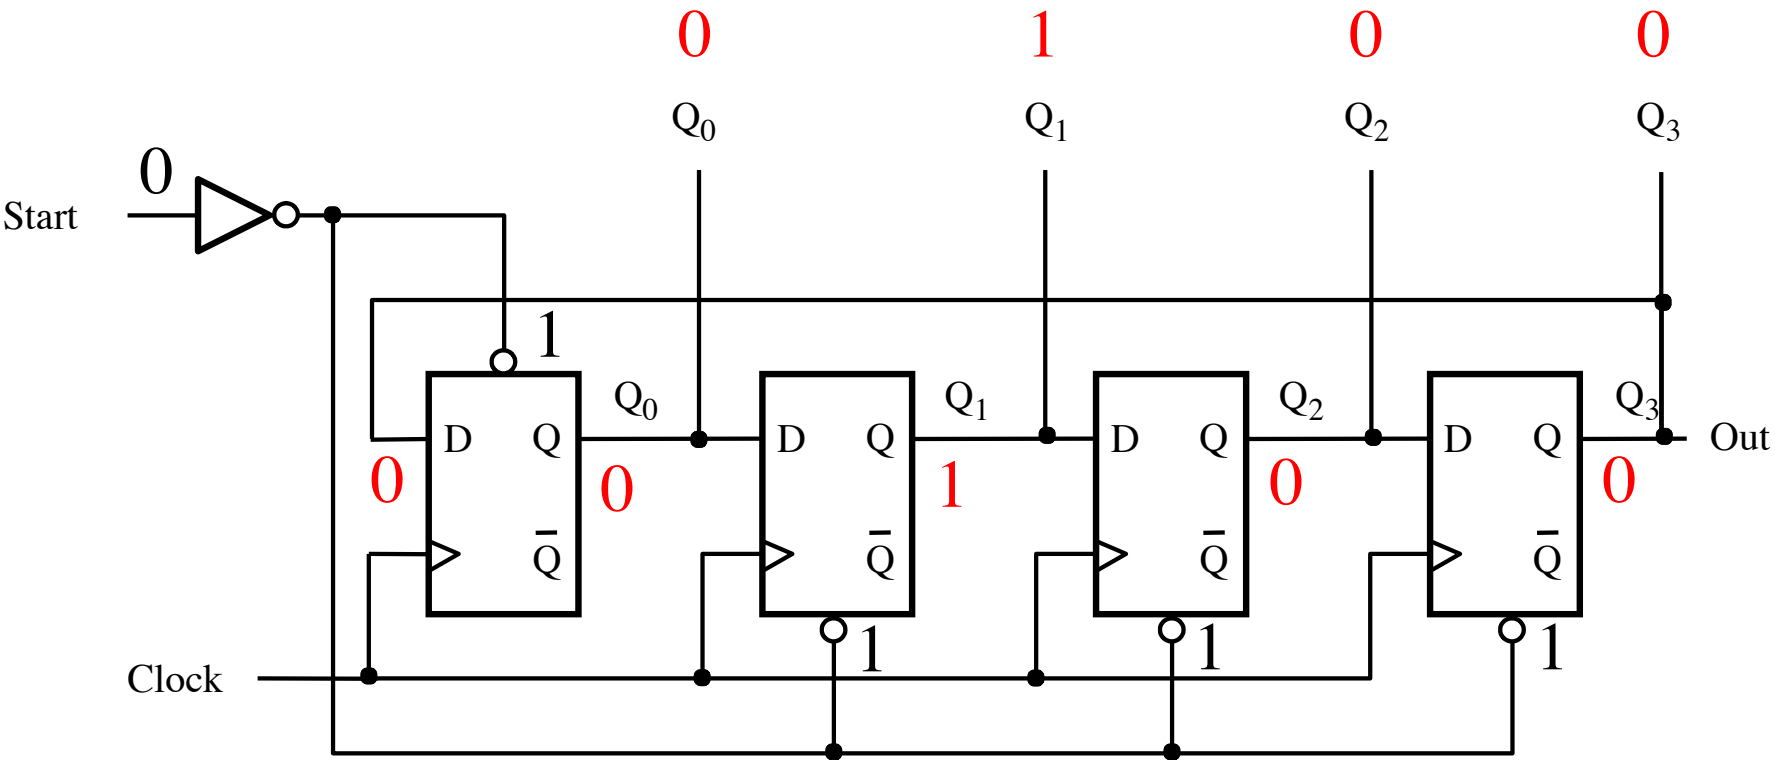 0 1 0 0
Q0 Q1 Q2 Q3
0
Start
1
Q0 Q1 Q2 Q3
D Q D Q D Q D Q Out
0 0 1 0 0
Q̅ Q̅ Q̅ Q̅
1 1 1
Clock